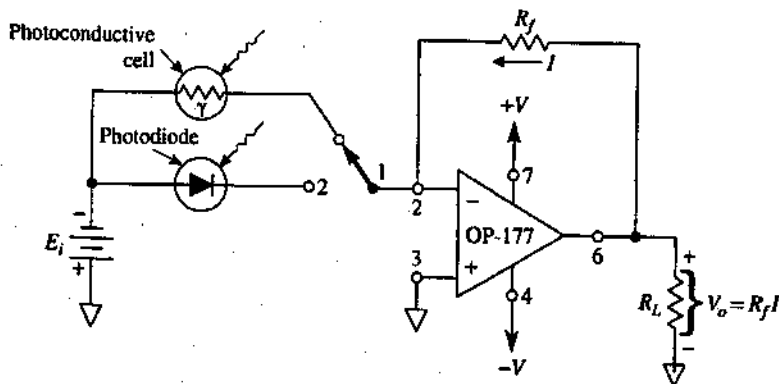 Photoconductive
cell
γ
Photodiode
2
1
- 
E_i
+
R_f
I
+V
7
2
-
OP-177
3
+
6
4
-V
+
R_L
V_o = R_f I
-